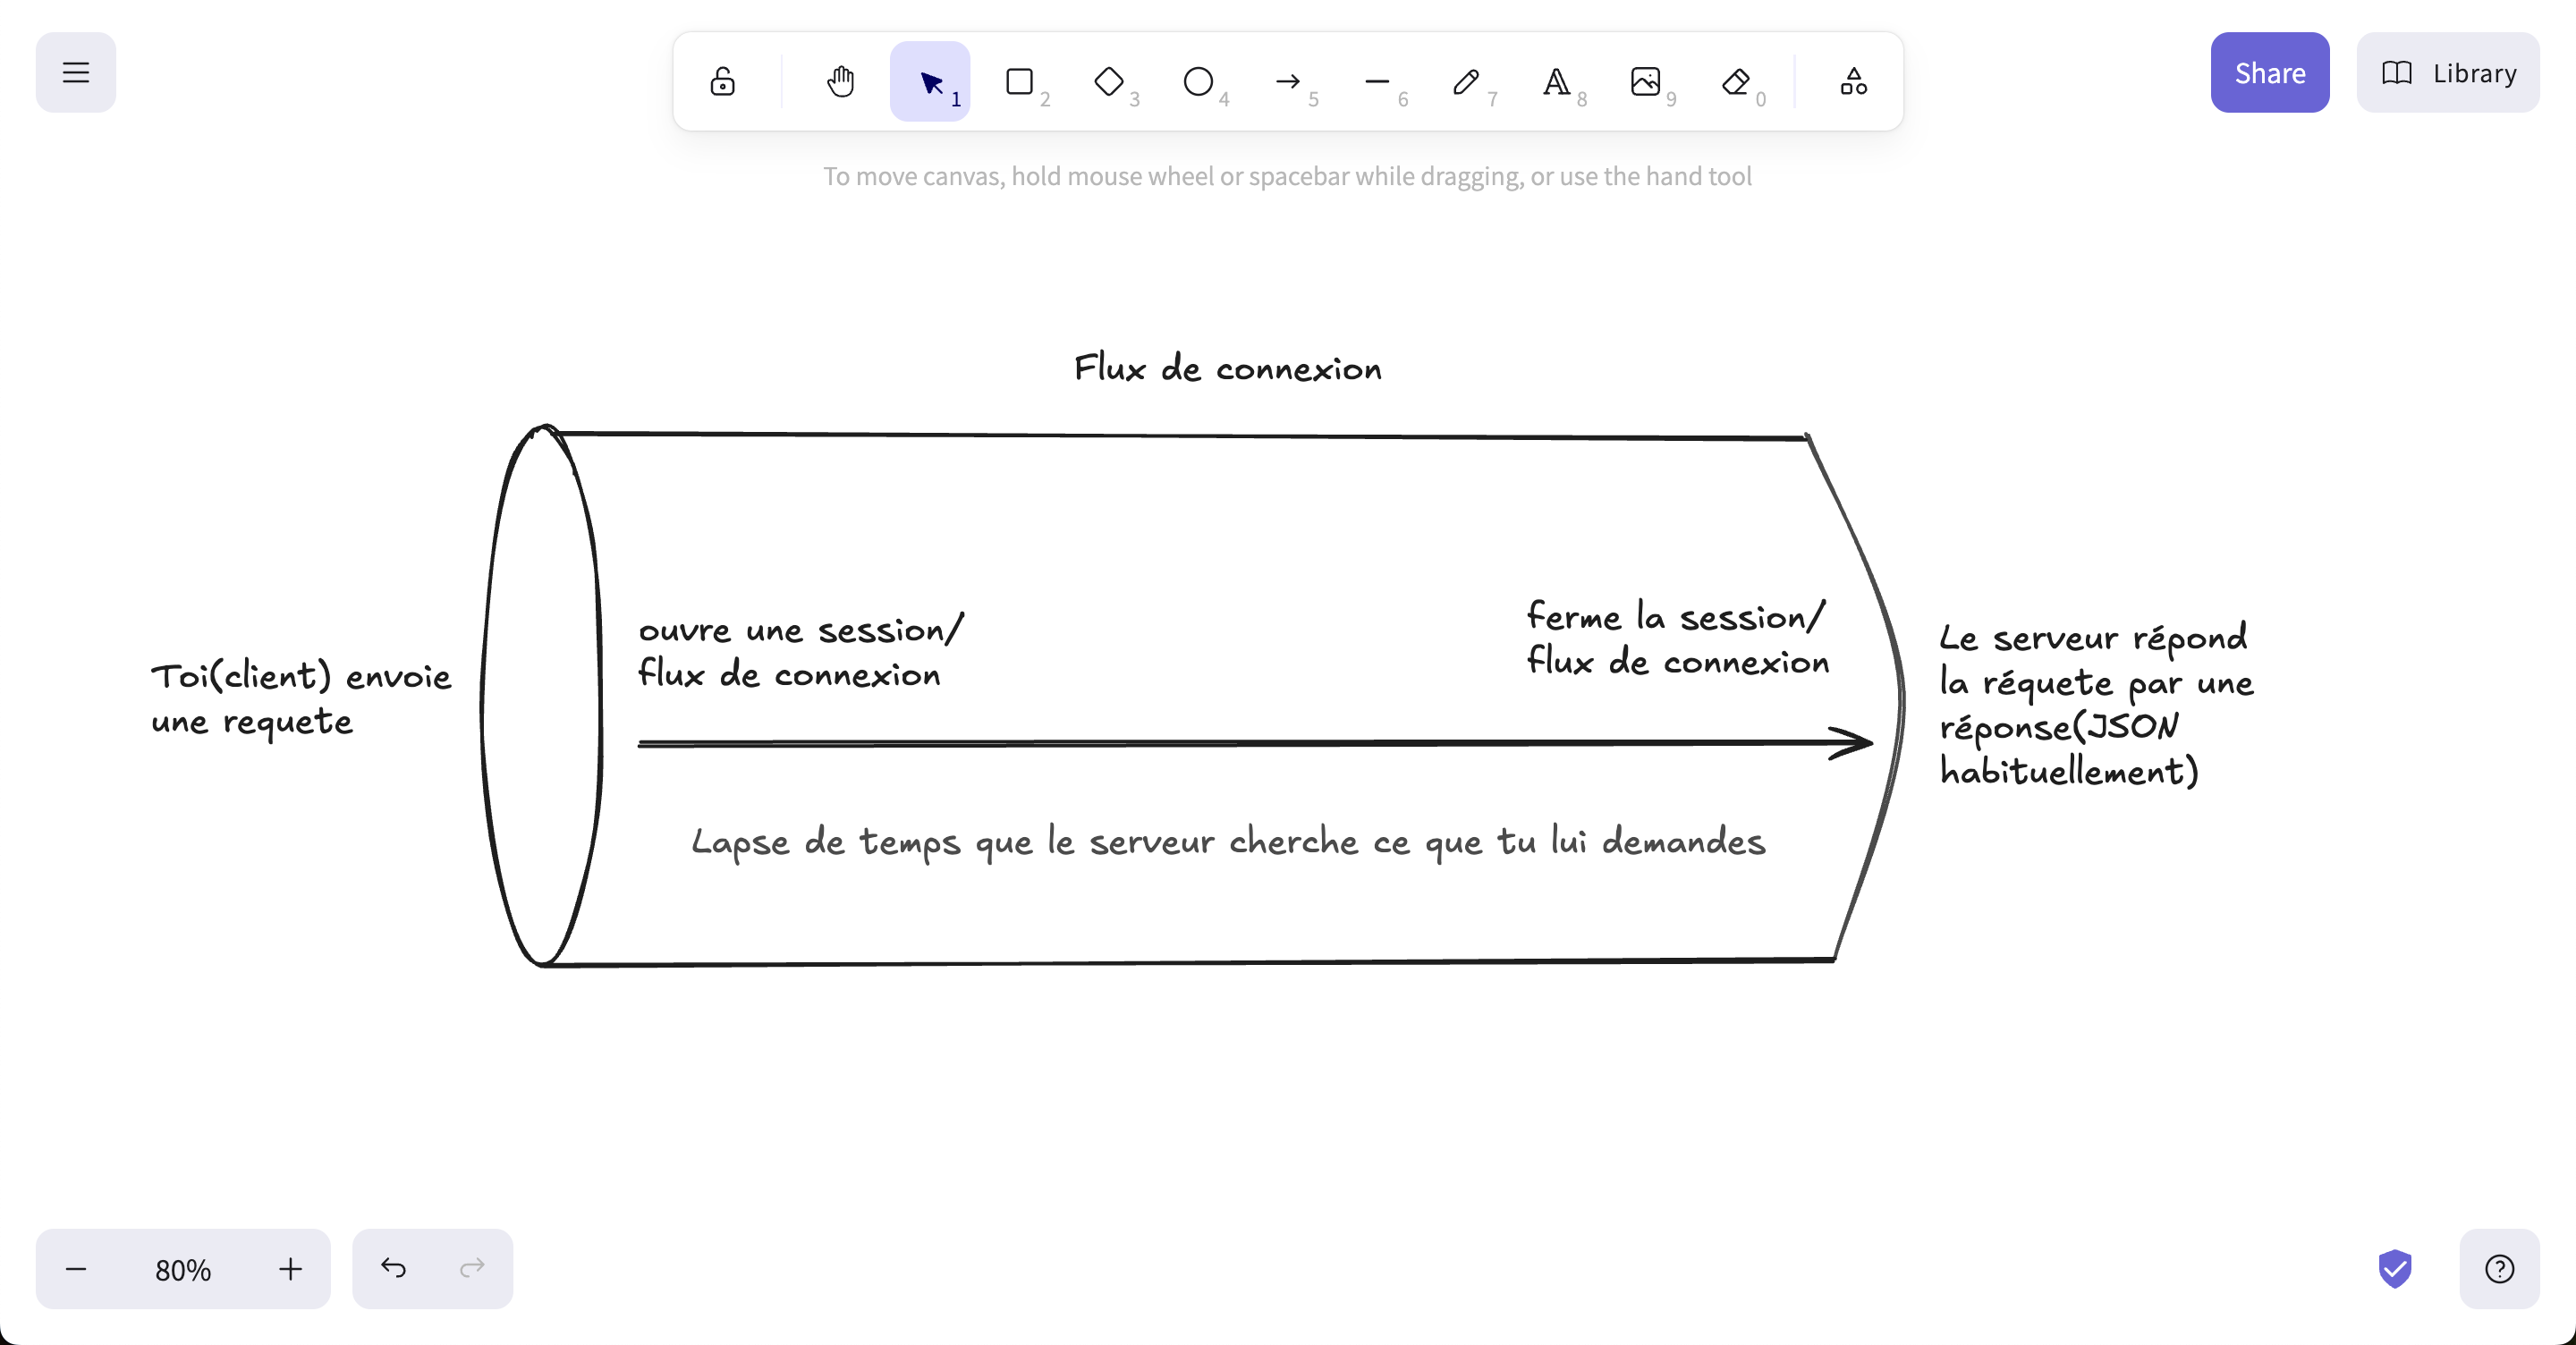 1
2
3
4
5
6
7
8
9
0
Share
Library
To move canvas, hold mouse wheel or spacebar while dragging, or use the hand tool
Flux de connexion
Toi(client) envoie
une requete
ouvre une session/
flux de connexion
ferme la session/
flux de connexion
Le serveur répond
la réquete par une
réponse(JSON
habituellement)
Lapse de temps que le serveur cherche ce que tu lui demandes
80%